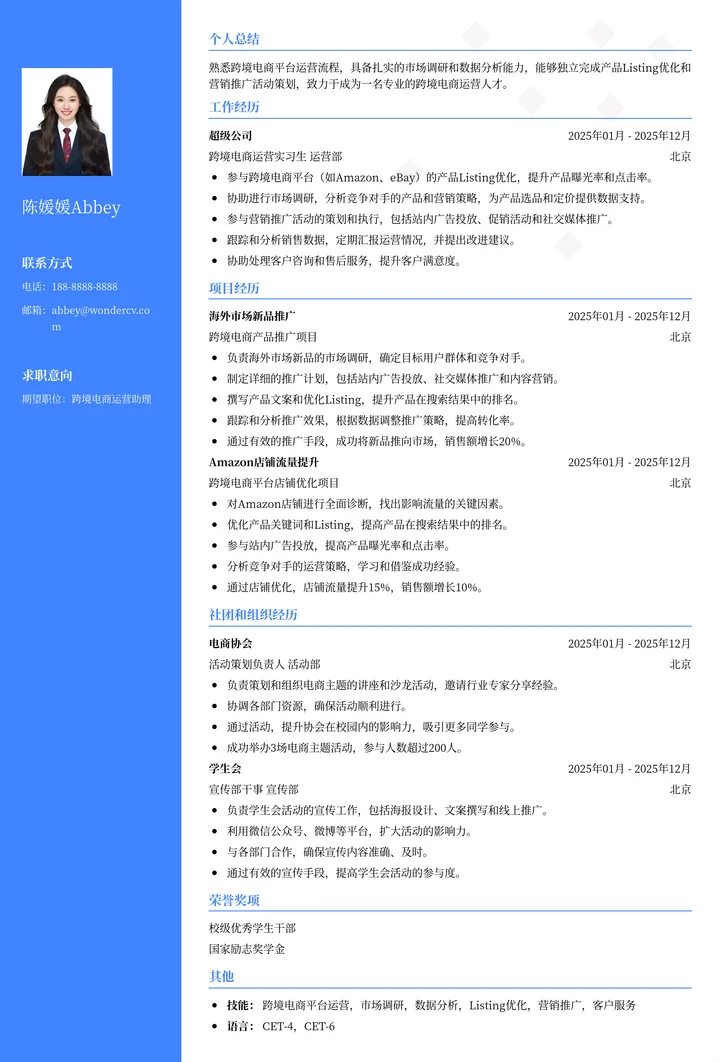 陈媛媛Abbey
联系方式
电话：188-8888-8888
邮箱：abbey@wondercv.co
m
求职意向
期望职位：跨境电商运营助理
个人总结
熟悉跨境电商平台运营流程，具备扎实的市场调研和数据分析能力，能够独立完成产品Listing优化和
营销推广活动策划，致力于成为一名专业的跨境电商运营人才。
工作经历
超级公司 2025年01月 - 2025年12月
跨境电商运营实习生 运营部 北京
• 参与跨境电商平台（如Amazon、eBay）的产品Listing优化，提升产品曝光率和点击率。
• 协助进行市场调研，分析竞争对手的产品和营销策略，为产品选品和定价提供数据支持。
• 参与营销推广活动的策划和执行，包括站内广告投放、促销活动和社交媒体推广。
• 跟踪和分析销售数据，定期汇报运营情况，并提出改进建议。
• 协助处理客户咨询和售后服务，提升客户满意度。
项目经历
海外市场新品推广 2025年01月 - 2025年12月
跨境电商产品推广项目 北京
• 负责海外市场新品的市场调研，确定目标用户群体和竞争对手。
• 制定详细的推广计划，包括站内广告投放、社交媒体推广和内容营销。
• 撰写产品文案和优化Listing，提升产品在搜索结果中的排名。
• 跟踪和分析推广效果，根据数据调整推广策略，提高转化率。
• 通过有效的推广手段，成功将新品推向市场，销售额增长20%。
Amazon店铺流量提升 2025年01月 - 2025年12月
跨境电商平台店铺优化项目 北京
• 对Amazon店铺进行全面诊断，找出影响流量的关键因素。
• 优化产品关键词和Listing，提高产品在搜索结果中的排名。
• 参与站内广告投放，提高产品曝光率和点击率。
• 分析竞争对手的运营策略，学习和借鉴成功经验。
• 通过店铺优化，店铺流量提升15%，销售额增长10%。
社团和组织经历
电商协会 2025年01月 - 2025年12月
活动策划负责人 活动部 北京
• 负责策划和组织电商主题的讲座和沙龙活动，邀请行业专家分享经验。
• 协调各部门资源，确保活动顺利进行。
• 通过活动，提升协会在校园内的影响力，吸引更多同学参与。
• 成功举办3场电商主题活动，参与人数超过200人。
学生会 2025年01月 - 2025年12月
宣传部干事 宣传部 北京
• 负责学生会活动的宣传工作，包括海报设计、文案撰写和线上推广。
• 利用微信公众号、微博等平台，扩大活动的影响力。
• 与各部门合作，确保宣传内容准确、及时。
• 通过有效的宣传手段，提高学生会活动的参与度。
荣誉奖项
校级优秀学生干部
国家励志奖学金
其他
• 技能： 跨境电商平台运营，市场调研，数据分析，Listing优化，营销推广，客户服务
• 语言： CET-4，CET-6